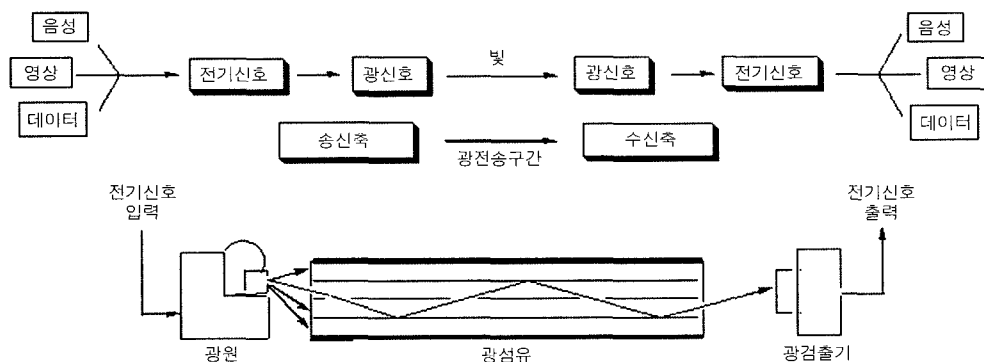 음성
영상
데이터
전기신호
광신호
빛
광신호
전기신호
음성
영상
데이터
송신축
광전송구간
수신축
전기신호
입력
전기신호
출력
광원
광섬유
광검출기